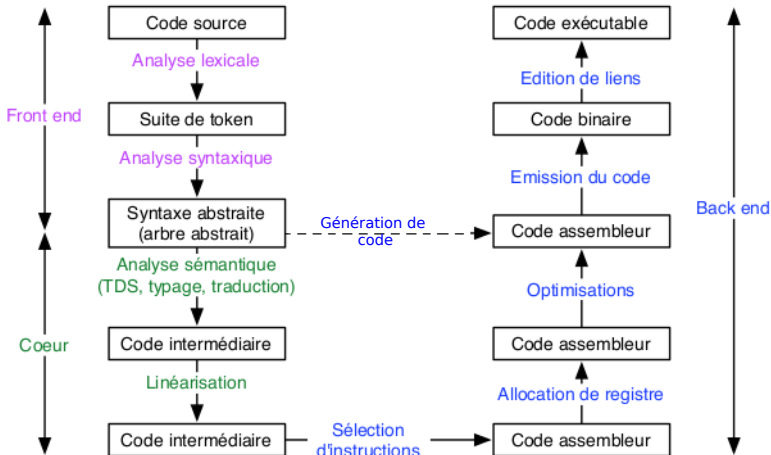 Code source
Code exécutable
Analyse lexicale
Edition de liens
Front end
Suite de token
Code binaire
Analyse syntaxique
Emission du code
Back end
Syntaxe abstraite
(arbre abstrait)
Génération de
code
Code assembleur
Analyse sémantique
(TDS, typage, traduction)
Optimisations
Coeur
Code intermédiaire
Code assembleur
Linéarisation
Allocation de registre
Code intermédiaire
Sélection
d'instructions
Code assembleur